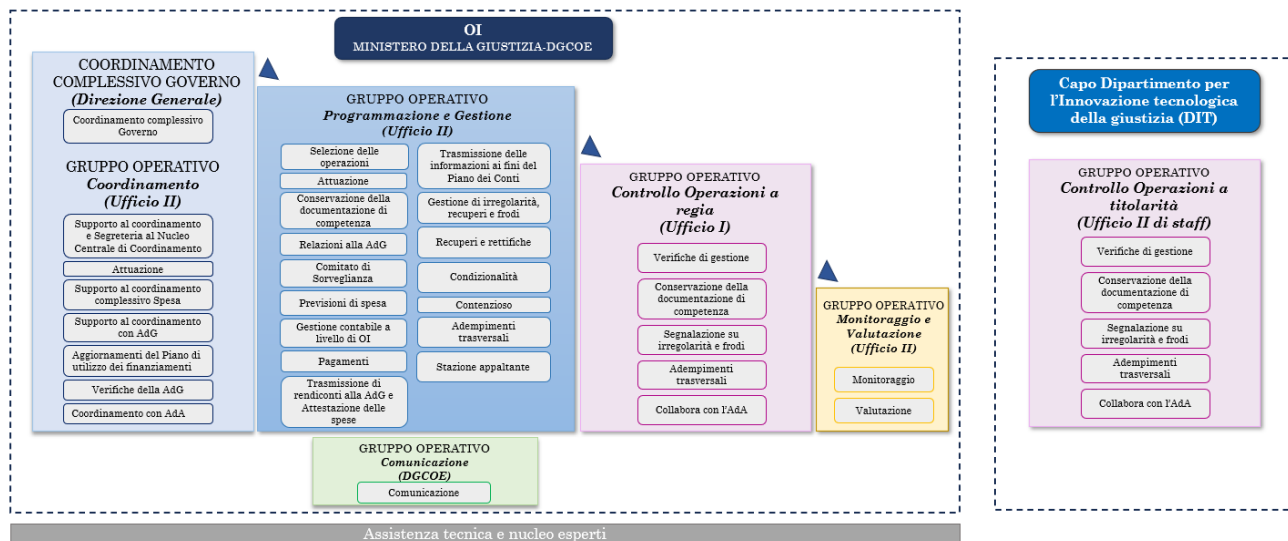 OI
MINISTERO DELLA GIUSTIZIA-DGCOE
COORDINAMENTO
COMPLESSIVO GOVERNO
(Direzione Generale)
Coordinamento complessivo
Governo
GRUPPO OPERATIVO
Coordinamento
(Ufficio II)
Supporto al coordinamento
e Segreteria al Nucleo
Centrale di Coordinamento
Attuazione
Supporto al coordinamento
complessivo Spesa
Supporto al coordinamento
con AdG
Aggiornamenti del Piano di
utilizzo dei finanziamenti
Verifiche della AdG
Coordinamento con AdA
GRUPPO OPERATIVO
Programmazione e Gestione
(Ufficio II)
Selezione delle
operazioni
Attuazione
Conservazione della
documentazione di
competenza
Relazioni alla AdG
Comitato di
Sorveglianza
Previsioni di spesa
Gestione contabile a
livello di OI
Pagamenti
Trasmissione di
rendiconti alla AdG e
Attestazione delle
spese
Trasmissione delle
informazioni ai fini del
Piano dei Conti
Gestione di irregolarità,
recuperi e frodi
Recuperi e rettifiche
Condizionalità
Contenzioso
Adempimenti
trasversali
Stazione appaltante
GRUPPO OPERATIVO
Controllo Operazioni a
regia
(Ufficio I)
Verifiche di gestione
Conservazione della
documentazione di
competenza
Segnalazione su
irregolarità e frodi
Adempimenti
trasversali
Collabora con l'AdA
GRUPPO OPERATIVO
Monitoraggio e
Valutazione
(Ufficio II)
Monitoraggio
Valutazione
GRUPPO OPERATIVO
Comunicazione
(DGCOE)
Comunicazione
Assistenza tecnica e nucleo esperti
Capo Dipartimento per
l'Innovazione tecnologica
della giustizia (DIT)
GRUPPO OPERATIVO
Controllo Operazioni a
titolarità
(Ufficio II di staff)
Verifiche di gestione
Conservazione della
documentazione di
competenza
Segnalazione su
irregolarità e frodi
Adempimenti
trasversali
Collabora con l'AdA